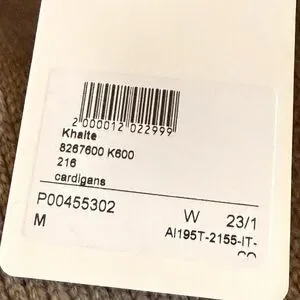 2 000012 022999
Khaite
8267600 K600
216
cardigans
P00455302 W 23/1
M AI195T-2155-IT-